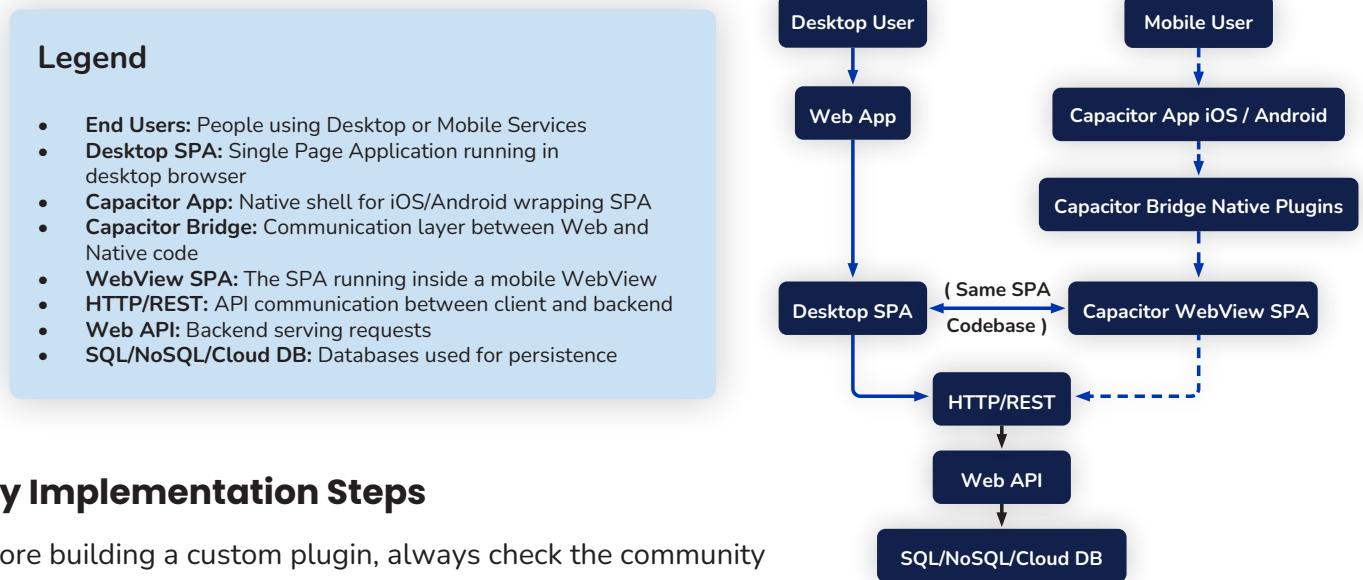 Legend
• End Users: People using Desktop or Mobile Services
• Desktop SPA: Single Page Application running in
desktop browser
• Capacitor App: Native shell for iOS/Android wrapping SPA
• Capacitor Bridge: Communication layer between Web and
Native code
• WebView SPA: The SPA running inside a mobile WebView
• HTTP/REST: API communication between client and backend
• Web API: Backend serving requests
• SQL/NoSQL/Cloud DB: Databases used for persistence
Desktop User
Mobile User
Web App
Capacitor App iOS / Android
Capacitor Bridge Native Plugins
Desktop SPA
( Same SPA
Codebase )
Capacitor WebView SPA
HTTP/REST
Web API
SQL/NoSQL/Cloud DB
y Implementation Steps
ore building a custom plugin, always check the community